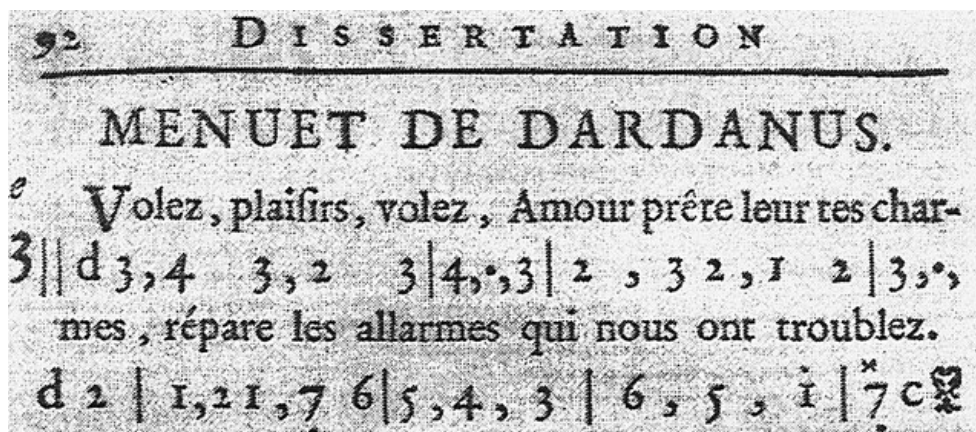 92 DISSERTATION
MENUET DE DARDANUS.
e
Volez, plaiſirs, volez, Amour prête leur tes char-
3||d 3,4 3,2 3|4,•,3|2 , 3 2,1 2|3,•,
mes, répare les allarmes qui nous ont troublez.
d 2 | 1,21,7 6|5,4, 3 | 6, 5, i |7 c